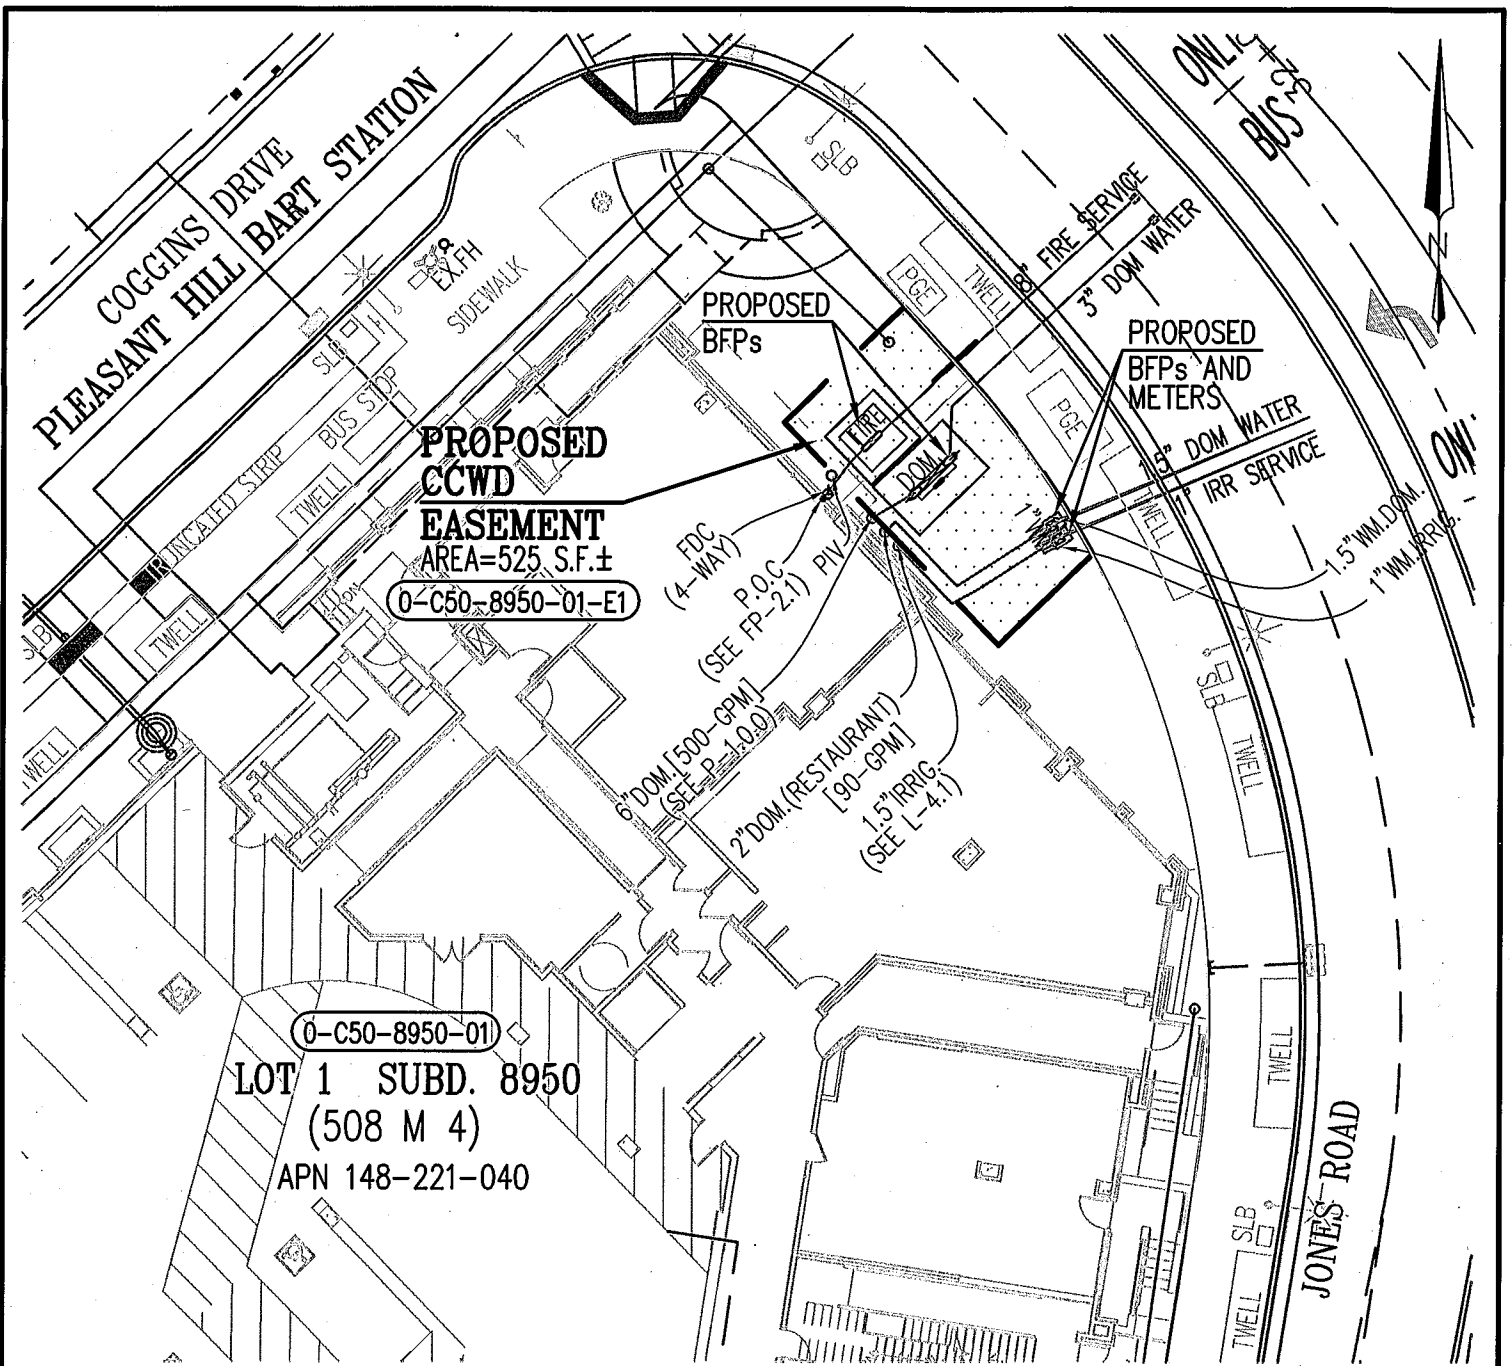 COGGINS DRIVE
PLEASANT HILL BART STATION
SLB
EX.FH
SIDEWALK
SLB
BUS STOP
TRUNCATED STRIP
TWELL
TWELL
SLB
TWELL
BUS
8" FIRE SERVICE
3" DOM WATER
PGE
TWELL
PROPOSED
BFPs
PROPOSED
BFPs AND
METERS
FIRE
DOM
PGE
TWELL
1.5" DOM WATER
1" IRR SERVICE
1.5"WM.DOM.
1"WM.IRRIG.
1"
PROPOSED
CCWD
EASEMENT
AREA=525 S.F.±
0-C50-8950-01-E1
FDC
(4-WAY)
P.O.C.
(SEE FP-2.1)
PIV
6"DOM.[500-GPM]
(SEE P-1.0.0)
2"DOM.(RESTAURANT)
[90-GPM]
1.5"IRRIG.
(SEE L-4.1)
SLB
TWELL
TWELL
SLB
TWELL
JONES ROAD
N
0-C50-8950-01
LOT 1 SUBD. 8950
(508 M 4)
APN 148-221-040